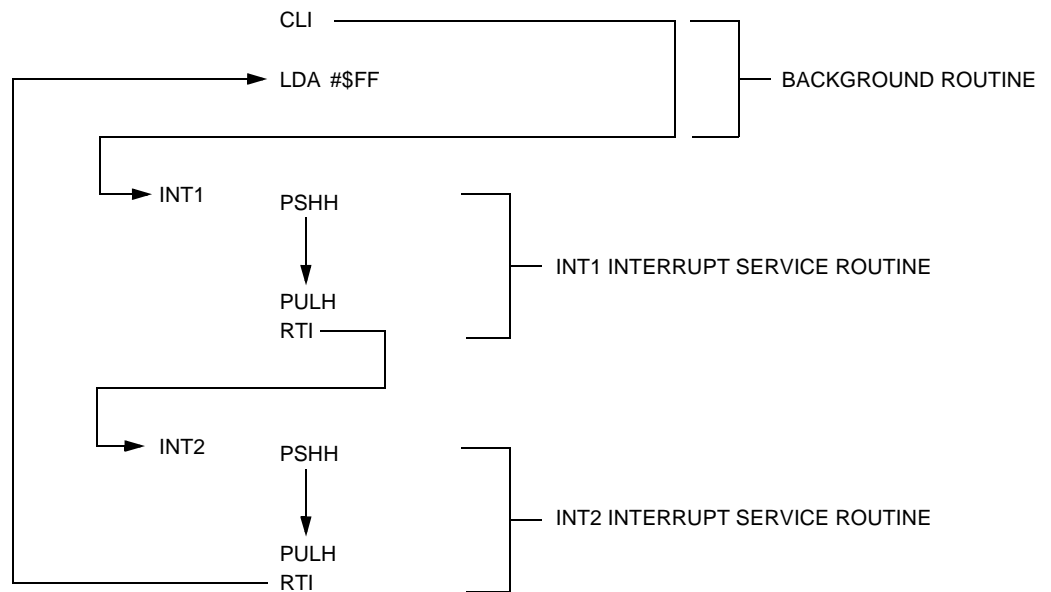 CLI
LDA #$FF
BACKGROUND ROUTINE
INT1
PSHH
INT1 INTERRUPT SERVICE ROUTINE
PULH
RTI
INT2
PSHH
INT2 INTERRUPT SERVICE ROUTINE
PULH
RTI